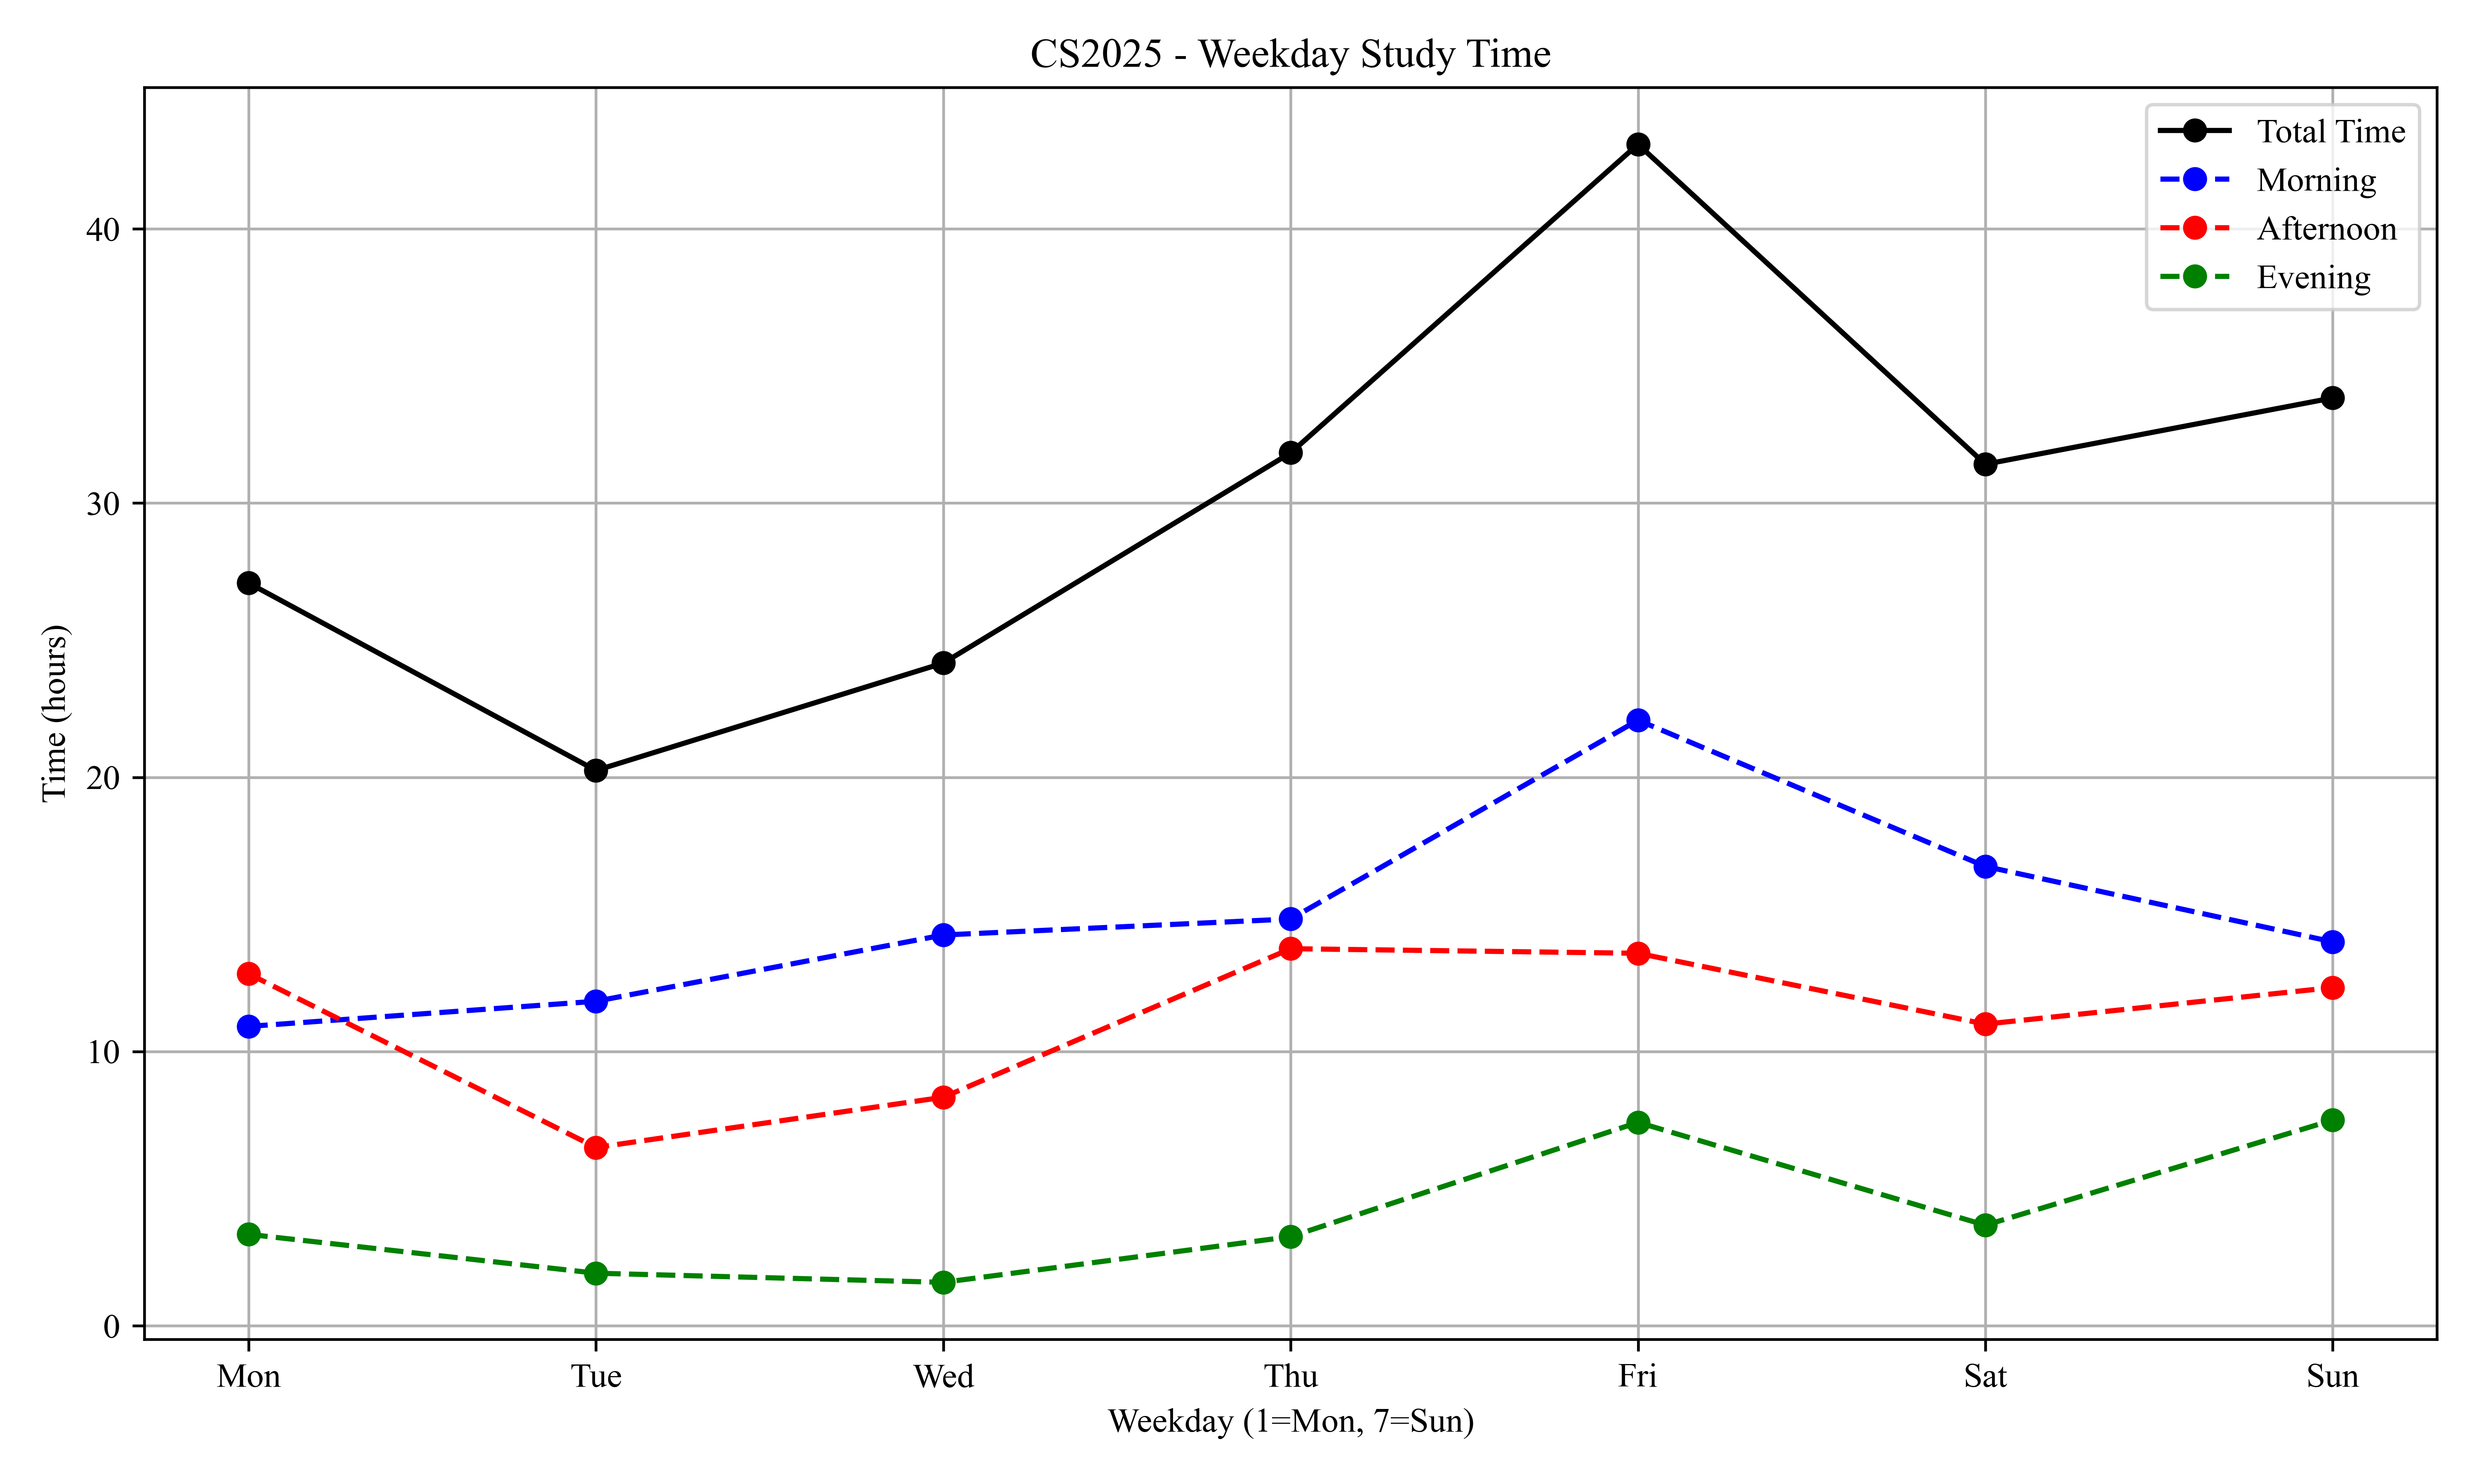 CS2025 - Weekday Study Time
Total Time
Morning
Afternoon
Evening
Time (hours)
40
30
20
10
0
Mon Tue Wed Thu Fri Sat Sun
Weekday (1=Mon, 7=Sun)